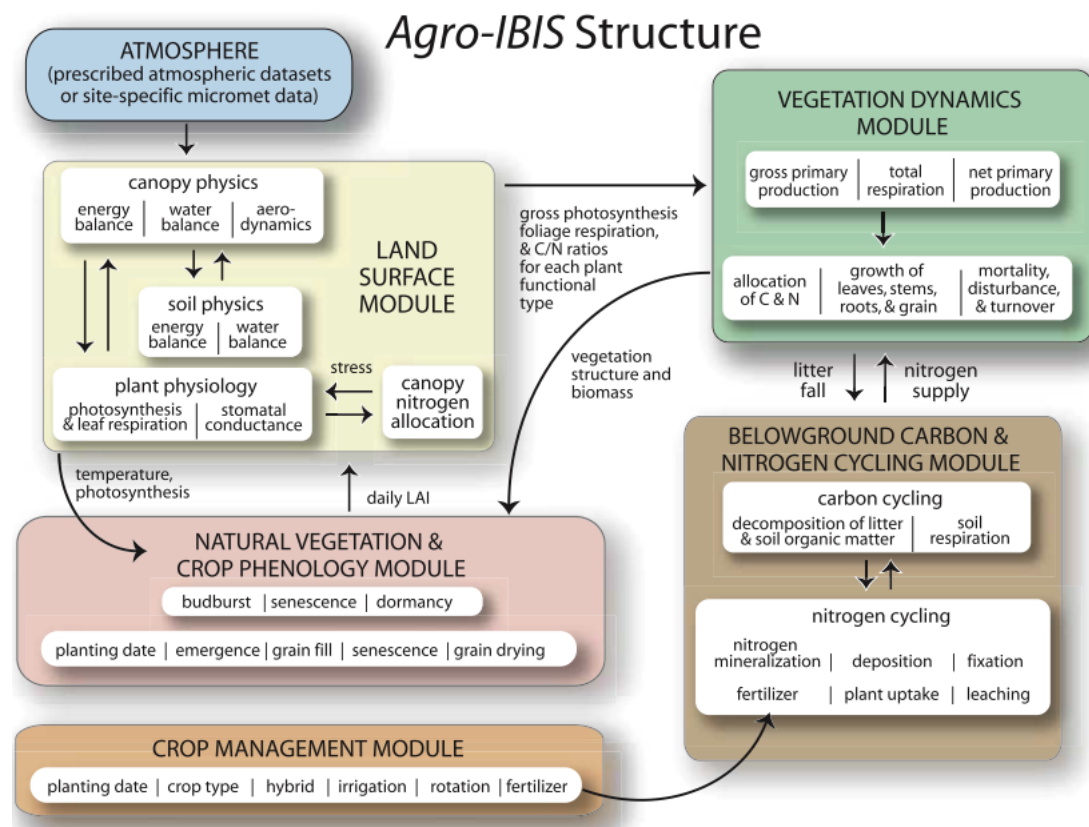 Agro-IBIS Structure
ATMOSPHERE
(prescribed atmospheric datasets
or site-specific micromet data)
canopy physics
energy
balance
water
balance
aero-
dynamics
soil physics
energy
balance
water
balance
LAND
SURFACE
MODULE
plant physiology
photosynthesis
& leaf respiration
stomatal
conductance
stress
canopy
nitrogen
allocation
gross photosynthesis
foliage respiration,
& C/N ratios
for each plant
functional
type
VEGETATION DYNAMICS
MODULE
gross primary
production
total
respiration
net primary
production
allocation
of C & N
growth of
leaves, stems,
roots, & grain
mortality,
disturbance,
& turnover
vegetation
structure and
biomass
litter
fall
nitrogen
supply
temperature,
photosynthesis
daily LAI
NATURAL VEGETATION &
CROP PHENOLOGY MODULE
budburst | senescence | dormancy
planting date | emergence | grain fill | senescence | grain drying
BELOWGROUND CARBON &
NITROGEN CYCLING MODULE
carbon cycling
decomposition of litter
& soil organic matter
soil
respiration
nitrogen cycling
nitrogen
mineralization
deposition
fixation
fertilizer | plant uptake | leaching
CROP MANAGEMENT MODULE
planting date | crop type | hybrid | irrigation | rotation | fertilizer